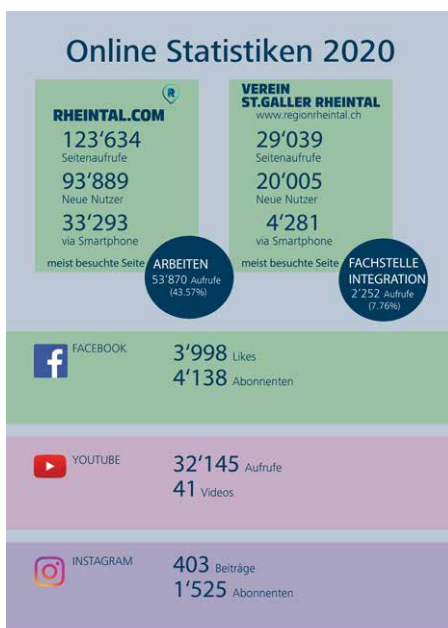 Online Statistiken 2020
R
RHEINTAL.COM
123‘634
Seitenaufrufe
93‘889
Neue Nutzer
33‘293
via Smartphone
meist besuchte Seite
ARBEITEN
53‘870 Aufrufe
(43.57%)
VEREIN
ST.GALLER RHEINTAL
www.regionrheintal.ch
29‘039
Seitenaufrufe
20‘005
Neue Nutzer
4‘281
via Smartphone
meist besuchte Seite
FACHSTELLE
INTEGRATION
2‘252 Aufrufe
(7.76%)
FACEBOOK
3‘998 Likes
4‘138 Abonnenten
YOUTUBE
32‘145 Aufrufe
41 Videos
INSTAGRAM
403 Beiträge
1‘525 Abonnenten